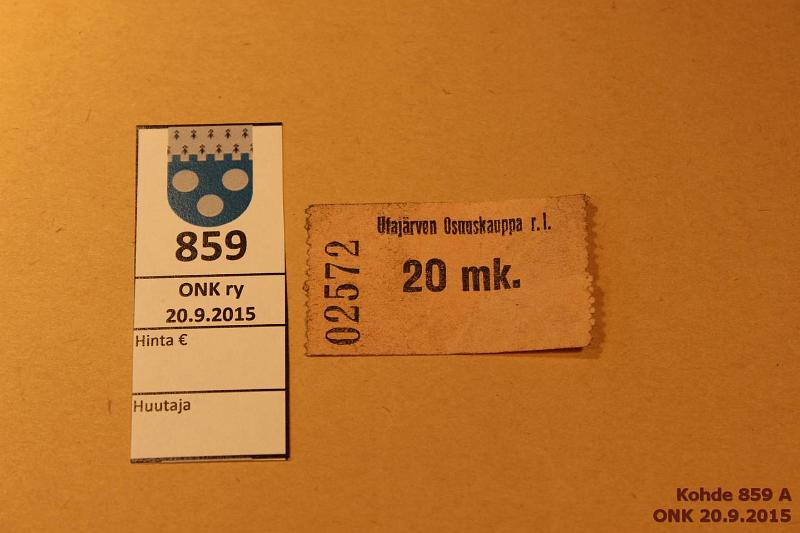 859
ONK ry
20.9.2015
Hinta €
Huutaja
Utajärven Osuuskauppa r.l.
20 mk.
02572
Kohde 859 A
ONK 20.9.2015